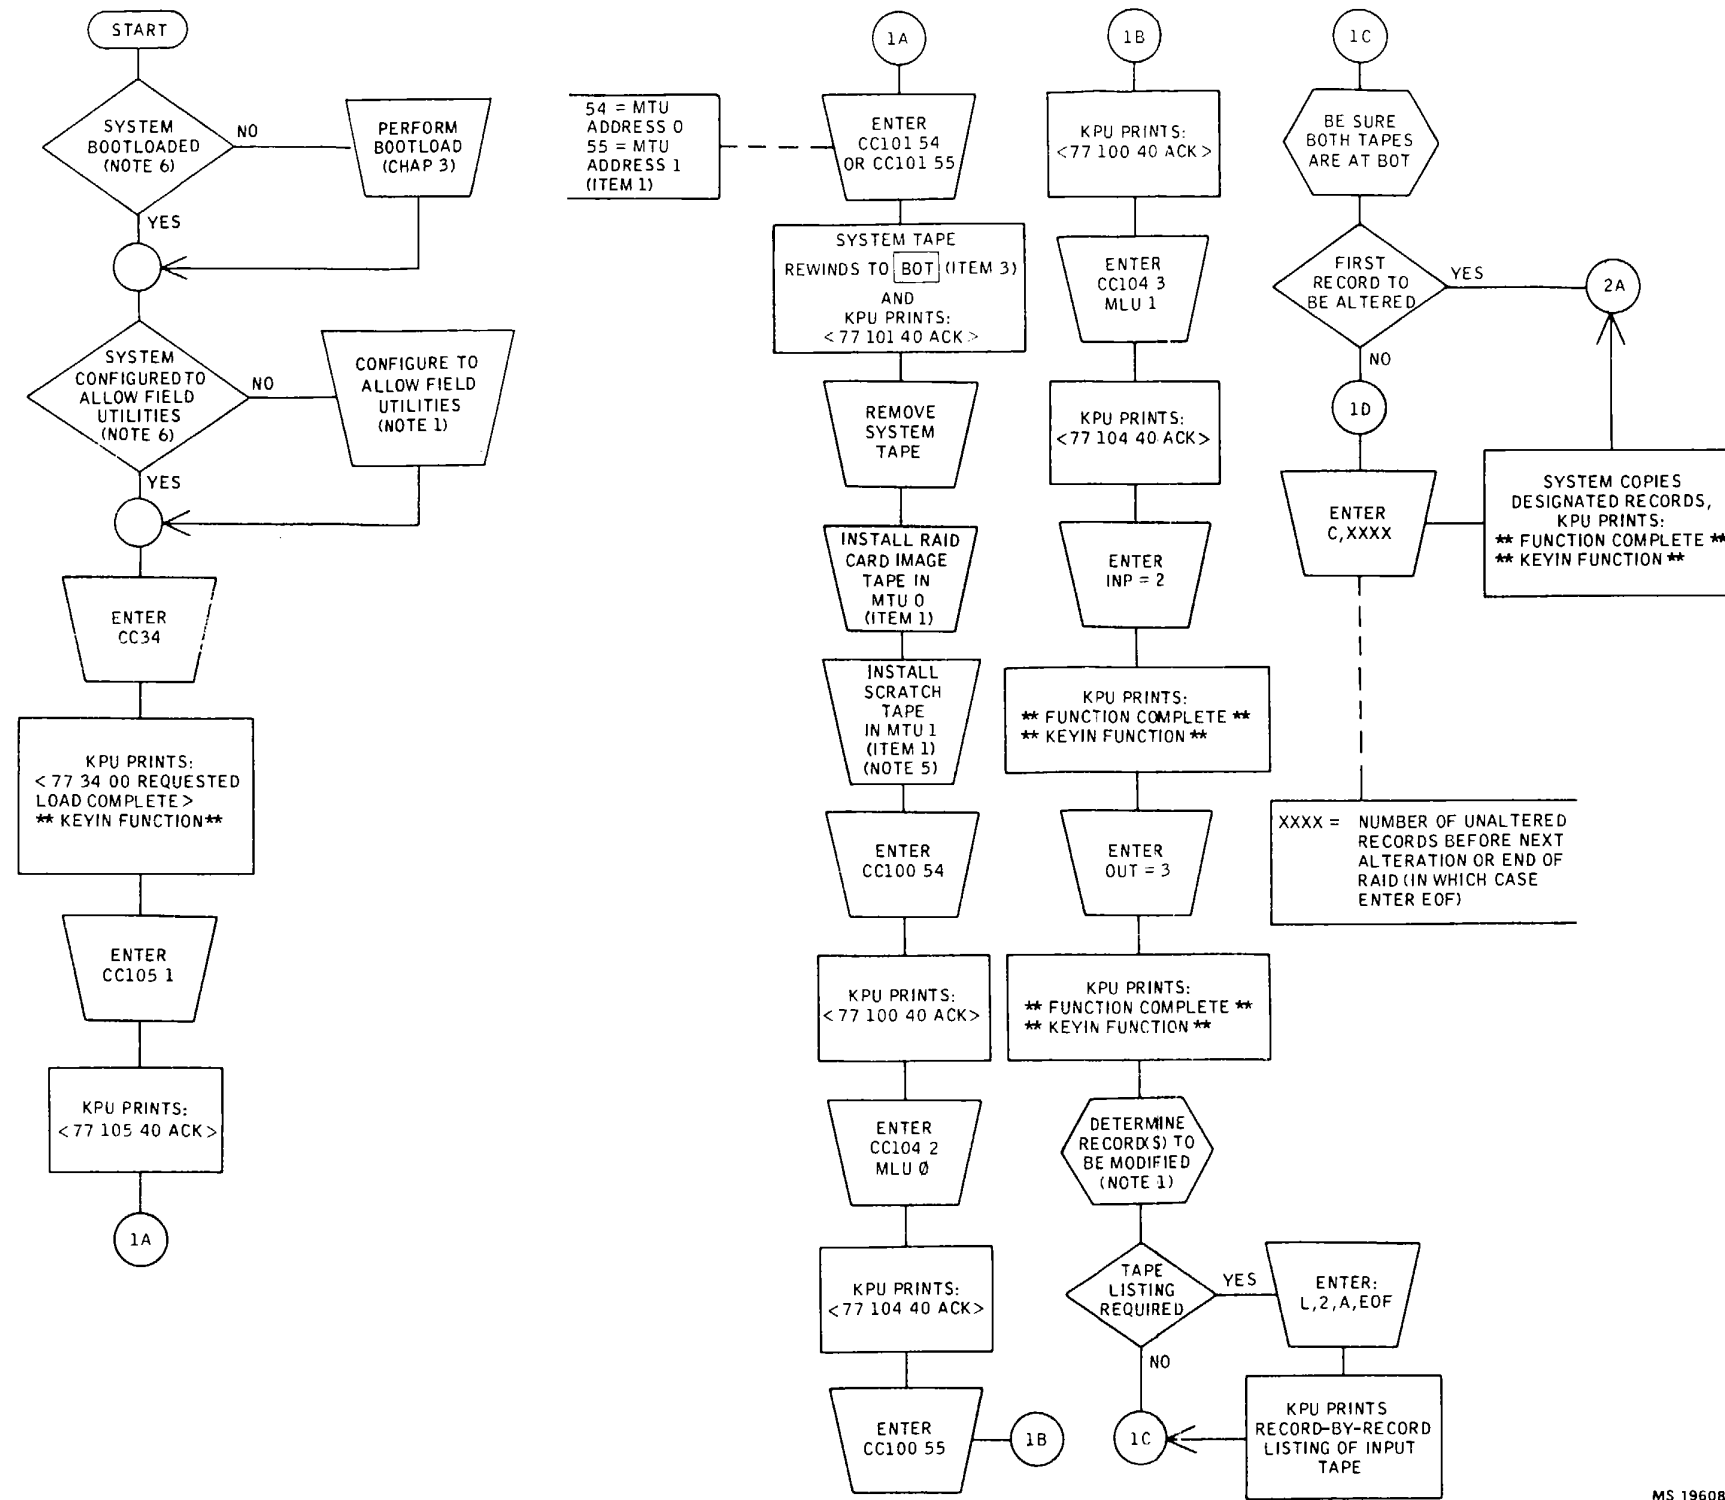 START
SYSTEM
BOOTLOADED
(NOTE 6)
NO
PERFORM
BOOTLOAD
(CHAP 3)
YES
SYSTEM
CONFIGURED TO
ALLOW FIELD
UTILITIES
(NOTE 6)
NO
CONFIGURE TO
ALLOW FIELD
UTILITIES
(NOTE 1)
YES
ENTER
CC34
KPU PRINTS:
<77 34 00 REQUESTED
LOAD COMPLETE>
** KEYIN FUNCTION**
ENTER
CC105 1
KPU PRINTS:
<77 105 40 ACK>
1A
1A
54 = MTU
ADDRESS 0
55 = MTU
ADDRESS 1
(ITEM 1)
ENTER
CC101 54
OR CC101 55
SYSTEM TAPE
REWINDS TO BOT (ITEM 3)
AND
KPU PRINTS:
<77 101 40 ACK>
REMOVE
SYSTEM
TAPE
INSTALL RAID
CARD IMAGE
TAPE IN
MTU 0
(ITEM 1)
INSTALL
SCRATCH
TAPE
IN MTU 1
(ITEM 1)
(NOTE 5)
ENTER
CC100 54
KPU PRINTS:
<77 100 40 ACK>
ENTER
CC104 2
MLU Ø
KPU PRINTS:
<77 104 40 ACK>
ENTER
CC100 55
1B
1B
KPU PRINTS:
<77 100 40 ACK>
ENTER
CC104 3
MLU 1
KPU PRINTS:
<77 104 40 ACK>
ENTER
INP = 2
KPU PRINTS:
** FUNCTION COMPLETE **
** KEYIN FUNCTION **
ENTER
OUT = 3
KPU PRINTS:
** FUNCTION COMPLETE **
** KEYIN FUNCTION **
DETERMINE
RECORD(S) TO
BE MODIFIED
(NOTE 1)
TAPE
LISTING
REQUIRED
YES
ENTER:
L,2,A,EOF
NO
KPU PRINTS
RECORD-BY-RECORD
LISTING OF INPUT
TAPE
1C
1C
BE SURE
BOTH TAPES
ARE AT BOT
FIRST
RECORD TO
BE ALTERED
YES
2A
NO
1D
ENTER
C,XXXX
SYSTEM COPIES
DESIGNATED RECORDS,
KPU PRINTS:
** FUNCTION COMPLETE **
** KEYIN FUNCTION **
XXXX = NUMBER OF UNALTERED
RECORDS BEFORE NEXT
ALTERATION OR END OF
RAID (IN WHICH CASE
ENTER EOF)
MS 19608